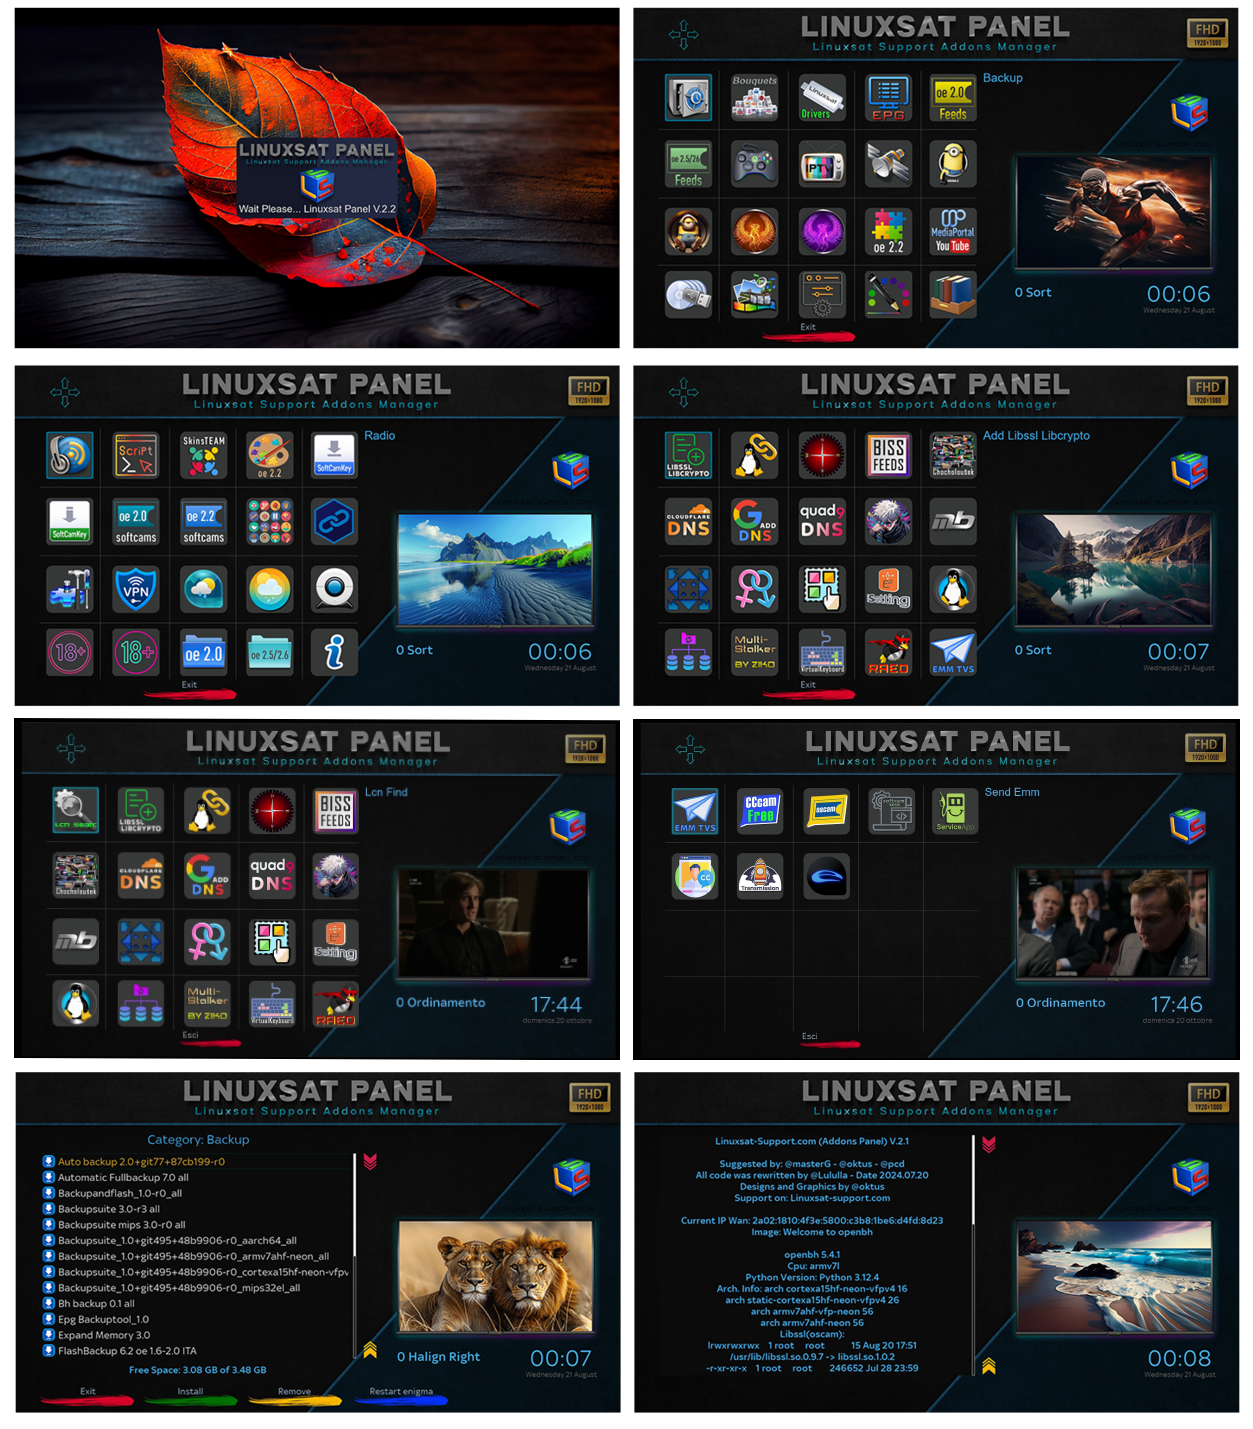 LINUXSAT PANEL
Linuxsat Support Addons Manager
Wait Please... Linuxsat Panel V.2.2
LINUXSAT PANEL
Linuxsat Support Addons Manager
FHD
1920x1080
Backup
Bouquets
Linuxsat
Drivers
EPG
oe 2.0
Feeds
oe 2.5/2.6
Feeds
IPTV
oe 2.2
MediaPortal
YouTube
0 Sort
00:06
Wednesday 21 August
Exit
LINUXSAT PANEL
Linuxsat Support Addons Manager
FHD
1920x1080
Radio
ScriPt
SkinsTEAM
oe 2.2
SoftCamKey
SoftCamKey
oe 2.0
softcams
oe 2.2
softcams
VPN
18+
18+
oe 2.0
oe 2.5/2.6
0 Sort
00:06
Wednesday 21 August
Exit
LINUXSAT PANEL
Linuxsat Support Addons Manager
FHD
1920x1080
Add Libssl Libcrypto
LIBSSL
LIBCRYPTO
BISS
FEEDS
Chocholousek
CLOUDFLARE
DNS
ADD
DNS
quad9
DNS
mb
Setting
Multi-
Stalker
BY ZIKO
VirtualKeyboard
RAED
EMM TVS
0 Sort
00:07
Wednesday 21 August
Exit
LINUXSAT PANEL
Linuxsat Support Addons Manager
FHD
1920x1080
Lcn Find
LIBSSL
LIBCRYPTO
BISS
FEEDS
Chocholousek
CLOUDFLARE
DNS
ADD
DNS
quad9
DNS
mb
Setting
Multi-
Stalker
BY ZIKO
VirtualKeyboard
RAED
0 Ordinamento
17:44
domenica 20 ottobre
Esci
LINUXSAT PANEL
Linuxsat Support Addons Manager
FHD
1920x1080
Send Emm
EMM TVS
CCcam
Free
oscam
ServiceApp
CC
Transmission
0 Ordinamento
17:46
domenica 20 ottobre
Esci
LINUXSAT PANEL
Linuxsat Support Addons Manager
FHD
1920x1080
Category: Backup
Auto backup 2.0+git77+87cb199-r0
Automatic Fullbackup 7.0 all
Backupandflash_1.0-r0_all
Backupsuite 3.0-r3 all
Backupsuite mips 3.0-r0 all
Backupsuite_1.0+git495+48b9906-r0_aarch64_all
Backupsuite_1.0+git495+48b9906-r0_armv7ahf-neon_all
Backupsuite_1.0+git495+48b9906-r0_cortexa15hf-neon-vfpv
Backupsuite_1.0+git495+48b9906-r0_mips32el_all
Bh backup 0.1 all
Epg Backuptool_1.0
Expand Memory 3.0
FlashBackup 6.2 oe 1.6-2.0 ITA
Free Space: 3.08 GB of 3.48 GB
0 Halign Right
00:07
Wednesday 21 August
Exit
Install
Remove
Restart enigma
LINUXSAT PANEL
Linuxsat Support Addons Manager
FHD
1920x1080
Linuxsat-Support.com (Addons Panel) V.2.1
Suggested by: @masterG - @oktus - @pcd
All code was rewritten by @Lululla - Date 2024.07.20
Designs and Graphics by @oktus
Support on: Linuxsat-support.com
Current IP Wan: 2a02:1810:4f3e:5800:c3b8:1be6:d4fd:8d23
Image: Welcome to openbh
openbh 5.4.1
Cpu: armv7l
Python Version: Python 3.12.4
Arch. Info: arch cortexa15hf-neon-vfpv4 16
arch static-cortexa15hf-neon-vfpv4 26
arch armv7ahf-vfp-neon 56
arch armv7ahf-neon 56
Libssl(oscam):
lrwxrwxrwx 1 root root 15 Aug 20 17:51
/usr/lib/libssl.so.0.9.7 -> libssl.so.1.0.2
-r-xr-xr-x 1 root root 246652 Jul 28 23:59
00:08
Wednesday 21 August